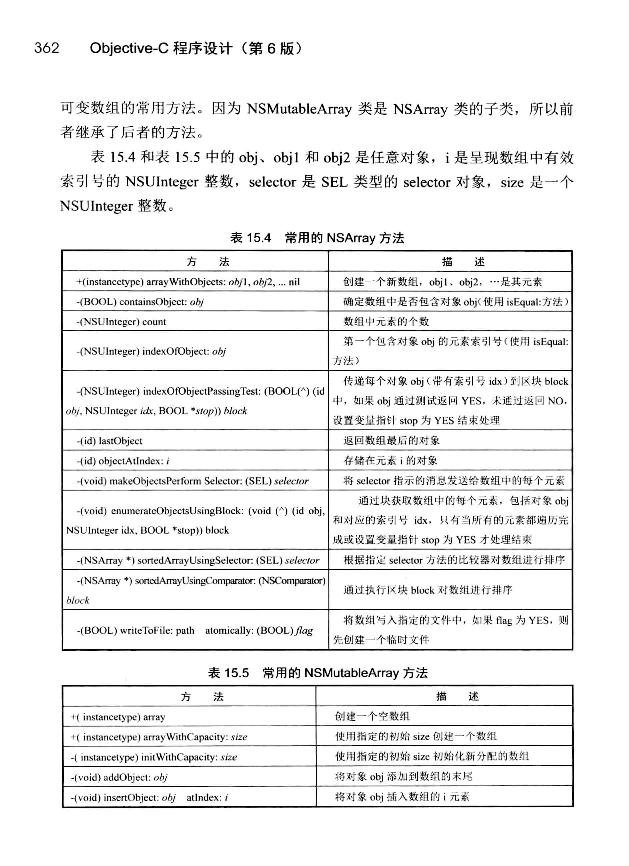 362 Objective-C 程序设计（第 6 版）
可变数组的常用方法。因为 NSMutableArray 类是 NSArray 类的子类，所以前
者继承了后者的方法。
表 15.4 和表 15.5 中的 obj、obj1 和 obj2 是任意对象，i 是呈现数组中有效
索引号的 NSUInteger 整数，selector 是 SEL 类型的 selector 对象，size 是一个
NSUInteger 整数。
表 15.4 常用的 NSArray 方法
方 法 描 述
+(instancetype) arrayWithObjects: obj1, obj2, ... nil 创建一个新数组，obj1、obj2，…是其元素
-(BOOL) containsObject: obj 确定数组中是否包含对象 obj(使用 isEqual:方法）
-(NSUInteger) count 数组中元素的个数
-(NSUInteger) indexOfObject: obj 第一个包含对象 obj 的元素索引号(使用 isEqual:
方法）
-(NSUInteger) indexOfObjectPassingTest: (BOOL(^) (id
obj, NSUInteger idx, BOOL *stop)) block
传递每个对象 obj（带有索引号 idx）到区块 block
中，如果 obj 通过测试返回 YES，未通过返回 NO，
设置变量指针 stop 为 YES 结束处理
-(id) lastObject 返回数组最后的对象
-(id) objectAtIndex: i 存储在元素 i 的对象
-(void) makeObjectsPerform Selector: (SEL) selector 将 selector 指示的消息发送给数组中的每个元素
-(void) enumerateObjectsUsingBlock: (void (^) (id obj,
NSUInteger idx, BOOL *stop)) block
通过块获取数组中的每个元素，包括对象 obj
和对应的索引号 idx，只有当所有的元素都遍历完
成或设置变量指针 stop 为 YES 才处理结束
-(NSArray *) sortedArrayUsingSelector: (SEL) selector 根据指定 selector 方法的比较器对数组进行排序
-(NSArray *) sortedArrayUsingComparator: (NSComparator)
block
通过执行区块 block 对数组进行排序
-(BOOL) writeToFile: path atomically: (BOOL) flag 将数组写入指定的文件中，如果 flag 为 YES，则
先创建一个临时文件
表 15.5 常用的 NSMutableArray 方法
方 法 描 述
+( instancetype) array 创建一个空数组
+( instancetype) arrayWithCapacity: size 使用指定的初始 size 创建一个数组
-( instancetype) initWithCapacity: size 使用指定的初始 size 初始化新分配的数组
-(void) addObject: obj 将对象 obj 添加到数组的末尾
-(void) insertObject: obj atIndex: i 将对象 obj 插入数组的 i 元素